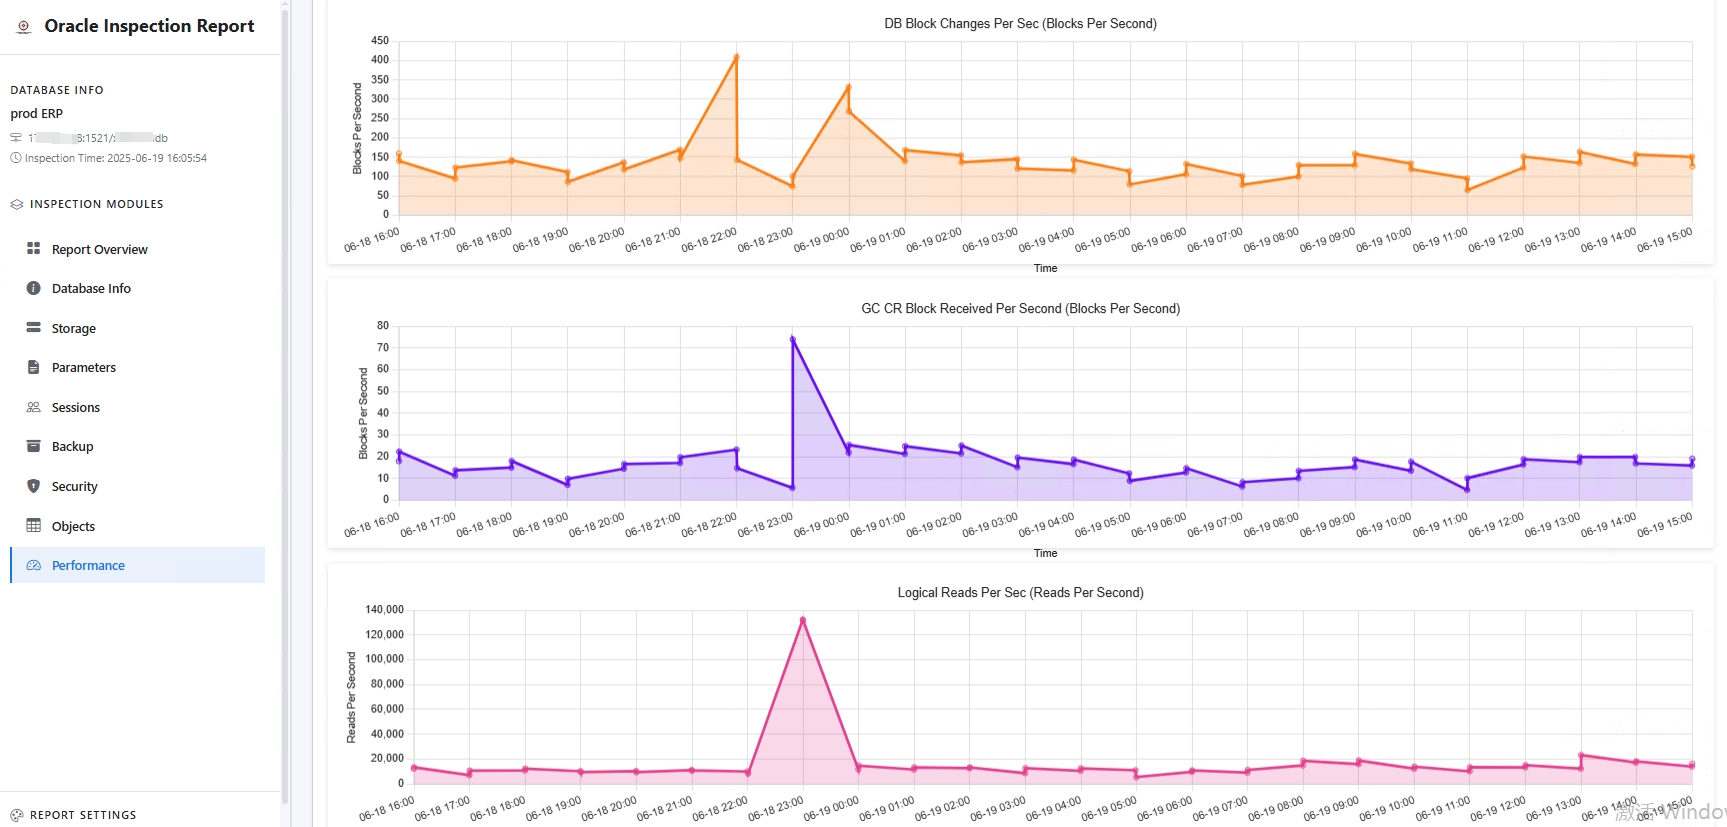 Oracle Inspection Report
DATABASE INFO
prod ERP
8:1521/
db
Inspection Time: 2025-06-19 16:05:54
INSPECTION MODULES
Report Overview
Database Info
Storage
Parameters
Sessions
Backup
Security
Objects
Performance
REPORT SETTINGS
DB Block Changes Per Sec (Blocks Per Second)
Blocks Per Second
450
400
350
300
250
200
150
100
50
0
06-18 16:00 06-18 17:00 06-18 18:00 06-18 19:00 06-18 20:00 06-18 21:00 06-18 22:00 06-18 23:00 06-19 00:00 06-19 01:00 06-19 02:00 06-19 03:00 06-19 04:00 06-19 05:00 06-19 06:00 06-19 07:00 06-19 08:00 06-19 09:00 06-19 10:00 06-19 11:00 06-19 12:00 06-19 13:00 06-19 14:00 06-19 15:00
Time
GC CR Block Received Per Second (Blocks Per Second)
Blocks Per Second
80
70
60
50
40
30
20
10
0
06-18 16:00 06-18 17:00 06-18 18:00 06-18 19:00 06-18 20:00 06-18 21:00 06-18 22:00 06-18 23:00 06-19 00:00 06-19 01:00 06-19 02:00 06-19 03:00 06-19 04:00 06-19 05:00 06-19 06:00 06-19 07:00 06-19 08:00 06-19 09:00 06-19 10:00 06-19 11:00 06-19 12:00 06-19 13:00 06-19 14:00 06-19 15:00
Time
Logical Reads Per Sec (Reads Per Second)
Reads Per Second
140,000
120,000
100,000
80,000
60,000
40,000
20,000
0
06-18 16:00 06-18 17:00 06-18 18:00 06-18 19:00 06-18 20:00 06-18 21:00 06-18 22:00 06-18 23:00 06-19 00:00 06-19 01:00 06-19 02:00 06-19 03:00 06-19 04:00 06-19 05:00 06-19 06:00 06-19 07:00 06-19 08:00 06-19 09:00 06-19 10:00 06-19 11:00 06-19 12:00 06-19 13:00 06-19 14:00 06-19 15:00
激活 Window